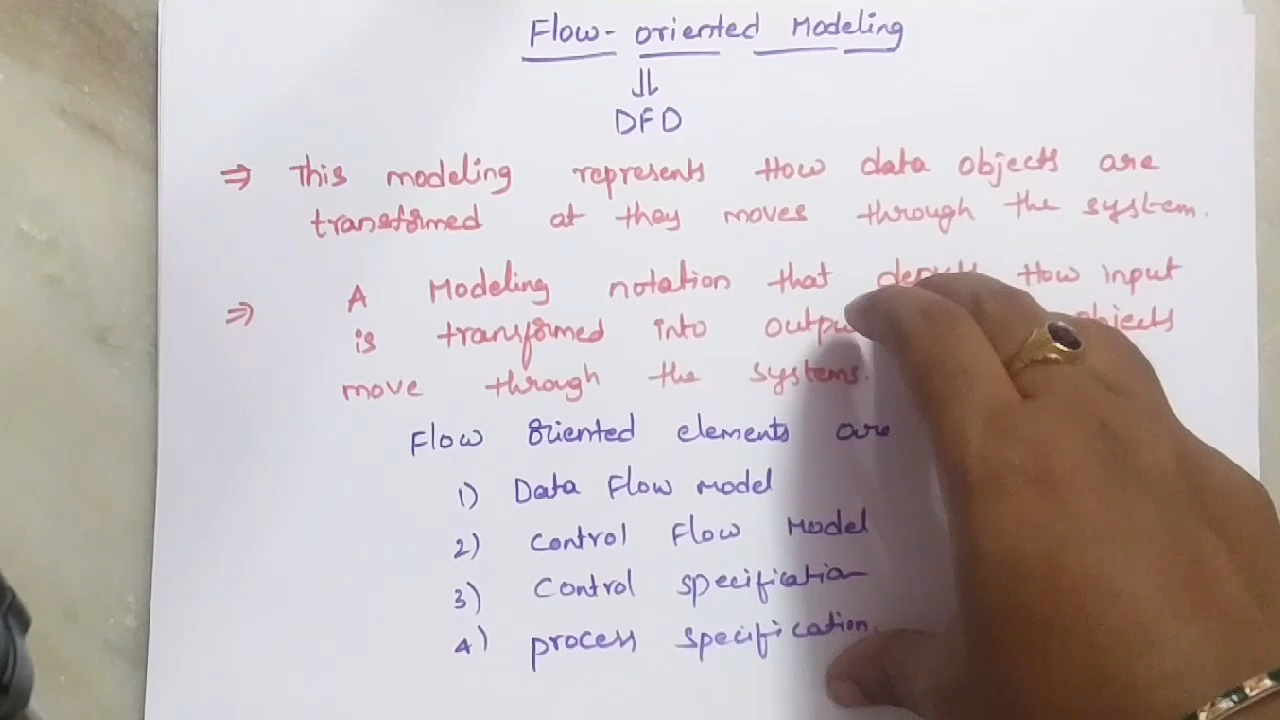 Flow- oriented Modeling
⇓
DFD
⇒ This modeling represents How data objects are
transformed at they moves through the system.
⇒ A Modeling notation that How input
is transformed into objects
move through the systems.
Flow oriented elements are
1) Data Flow model
2) control Flow Model
3) Control specification
4) process specification.